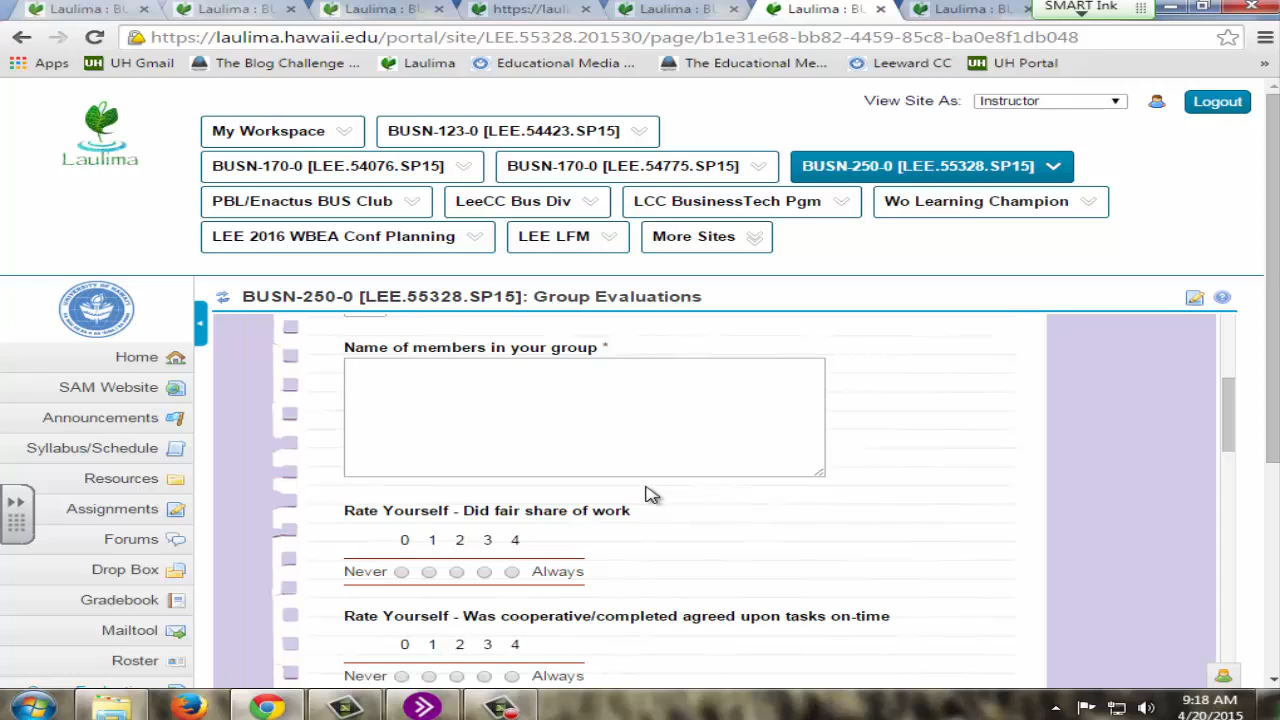 Laulima : BU
Laulima : BU
Laulima : BU
https://lauli
Laulima : BU
Laulima : BU
Laulima : BU
SMART Ink
https://laulima.hawaii.edu/portal/site/LEE.55328.201530/page/b1e31e68-bb82-4459-85c8-ba0e8f1db048
Apps
UH Gmail
The Blog Challenge ...
Laulima
Educational Media ...
The Educational Me...
Leeward CC
UH Portal
»
View Site As:
Instructor
Logout
Laulima
My Workspace
BUSN-123-0 [LEE.54423.SP15]
BUSN-170-0 [LEE.54076.SP15]
BUSN-170-0 [LEE.54775.SP15]
BUSN-250-0 [LEE.55328.SP15]
PBL/Enactus BUS Club
LeeCC Bus Div
LCC BusinessTech Pgm
Wo Learning Champion
LEE 2016 WBEA Conf Planning
LEE LFM
More Sites
BUSN-250-0 [LEE.55328.SP15]: Group Evaluations
Home
SAM Website
Announcements
Syllabus/Schedule
Resources
Assignments
Forums
Drop Box
Gradebook
Mailtool
Roster
Name of members in your group *
Rate Yourself - Did fair share of work
0 1 2 3 4
Never Always
Rate Yourself - Was cooperative/completed agreed upon tasks on-time
0 1 2 3 4
Never Always
9:18 AM
4/20/2015